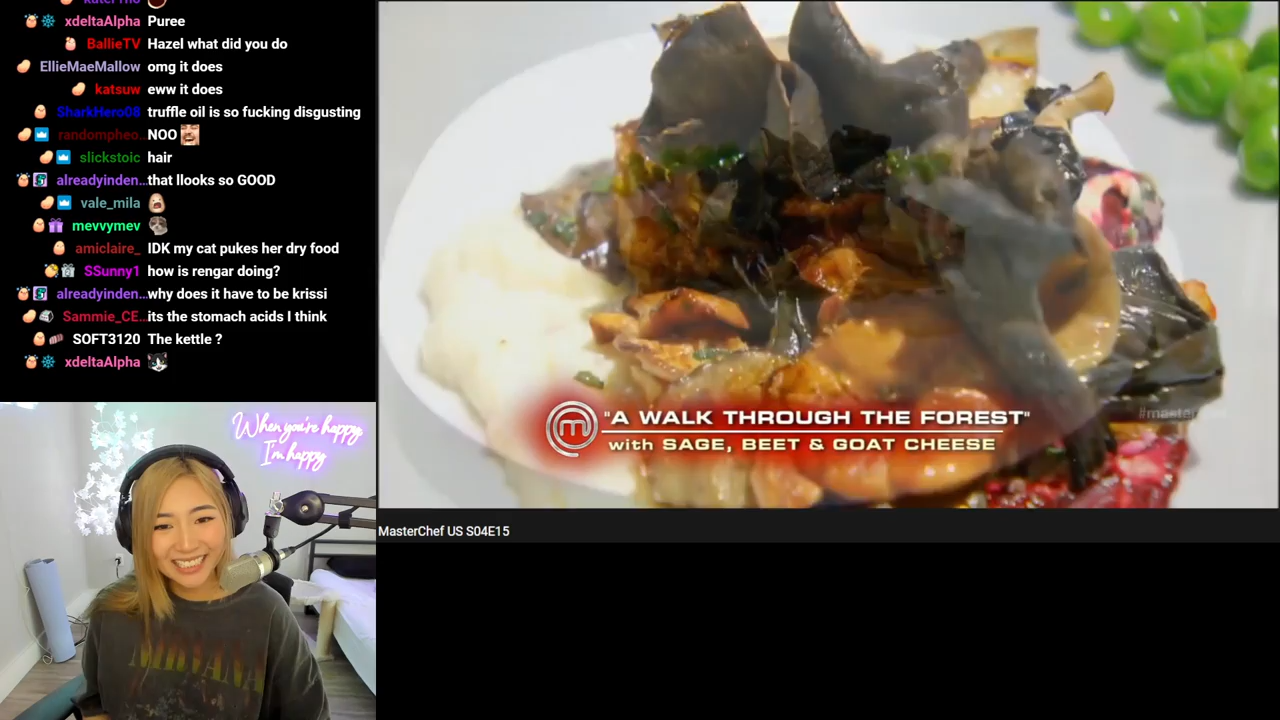 xdeltaAlpha Puree
BallieTV Hazel what did you do
EllieMaeMallow omg it does
katsuw eww it does
SharkHero08 truffle oil is so fucking disgusting
randompheo... NOO
slickstoic hair
alreadyinden... that llooks so GOOD
vale_mila
mevvymev
amiclaire_ IDK my cat pukes her dry food
SSunny1 how is rengar doing?
alreadyinden... why does it have to be krissi
Sammie_CE... its the stomach acids I think
SOFT3120 The kettle ?
xdeltaAlpha
When you're happy
I'm happy
NIRVANA
m
"A WALK THROUGH THE FOREST"
with SAGE, BEET & GOAT CHEESE
MasterChef US S04E15